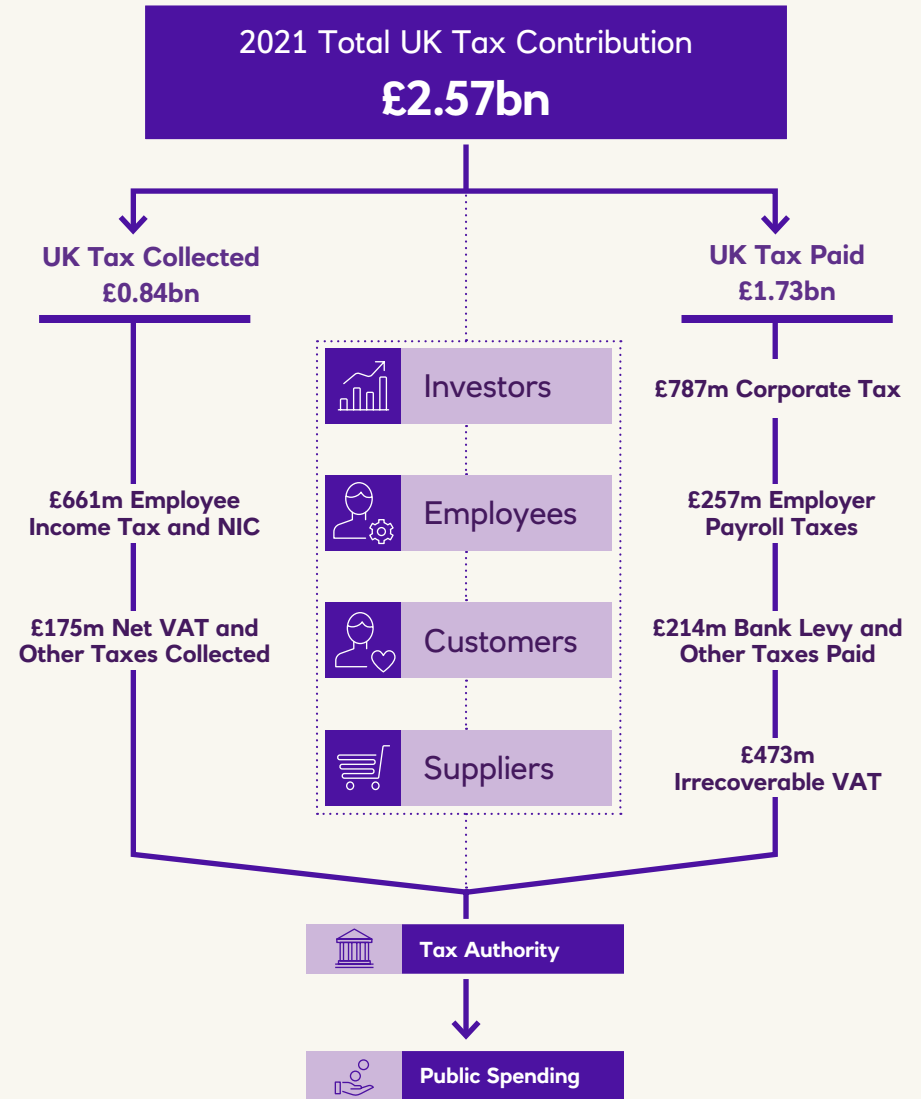 2021 Total UK Tax Contribution
£2.57bn
UK Tax Collected
£0.84bn
£661m Employee
Income Tax and NIC
£175m Net VAT and
Other Taxes Collected
Investors
Employees
Customers
Suppliers
UK Tax Paid
£1.73bn
£787m Corporate Tax
£257m Employer
Payroll Taxes
£214m Bank Levy and
Other Taxes Paid
£473m
Irrecoverable VAT
Tax Authority
Public Spending